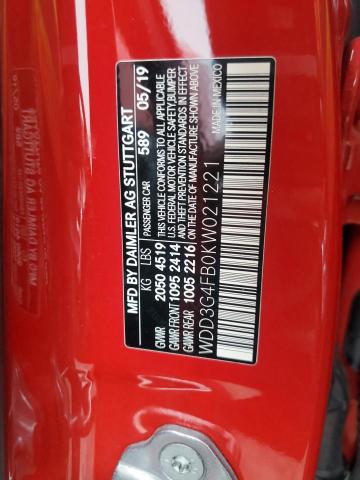 MFD BY DAIMLER AG STUTTGART
KG LBS PASSENGER CAR 589 05/19
GVWR 2050 4519 THIS VEHICLE CONFORMS TO ALL APPLICABLE
GAWR FRONT 1095 2414 U.S. FEDERAL MOTOR VEHICLE SAFETY, BUMPER
GAWR REAR 1005 2216 AND THEFT PREVENTION STANDARDS IN EFFECT
ON THE DATE OF MANUFACTURE SHOWN ABOVE
WDD3G4FB0KW021221
MADE IN MEXICO